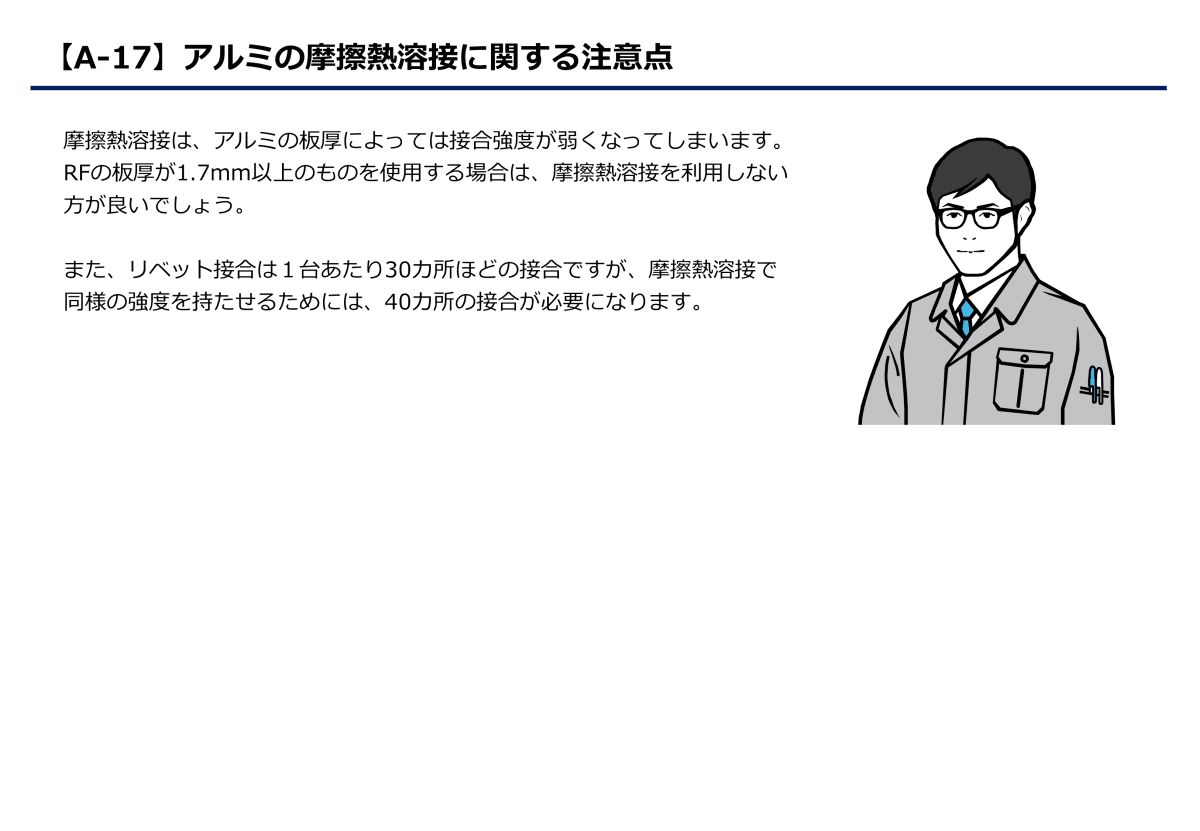 【A-17】アルミの摩擦熱溶接に関する注意点
摩擦熱溶接は、アルミの板厚によっては接合強度が弱くなってしまいます。
RFの板厚が1.7mm以上のものを使用する場合は、摩擦熱溶接を利用しない
方が良いでしょう。
また、リベット接合は１台あたり30カ所ほどの接合ですが、摩擦熱溶接で
同様の強度を持たせるためには、40カ所の接合が必要になります。